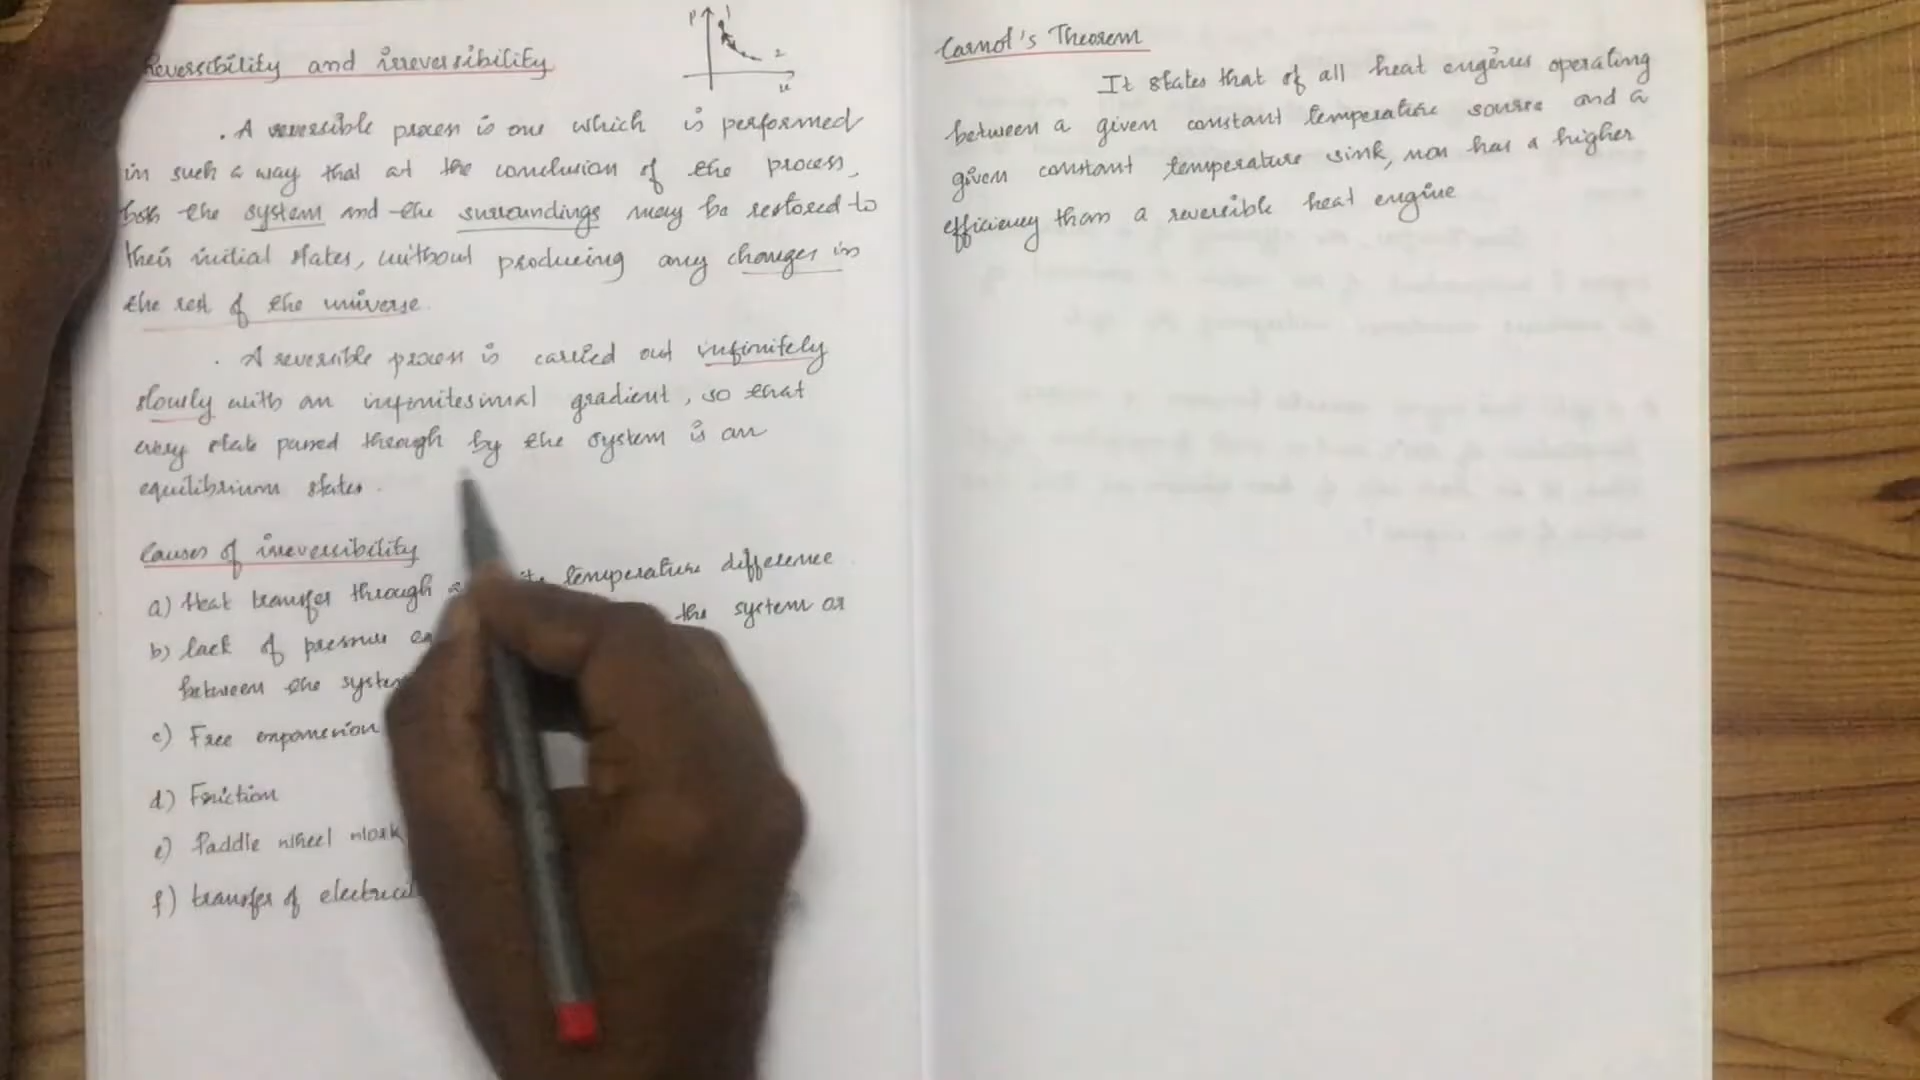 Reversibility and irreversibility
P
1
2
v
. A reversible process is one which is performed
in such a way that at the conclusion of the process,
both the system and the surroundings may be restored to
their initial states, without producing any changes in
the rest of the universe.
. A reversible process is carried out infinitely
slowly with an infinitesimal gradient, so that
every state passed through by the system is an
equilibrium states.
Causes of irreversibility
a) Heat transfer through temperature difference
b) lack of pressure the system or
between the system
c) Free expansion
d) Friction
e) Paddle wheel work
f) transfer of
Carnot's Theorem
It states that of all heat engines operating
between a given constant temperature source and a
given constant temperature sink, non has a higher
efficiency than a reversible heat engine